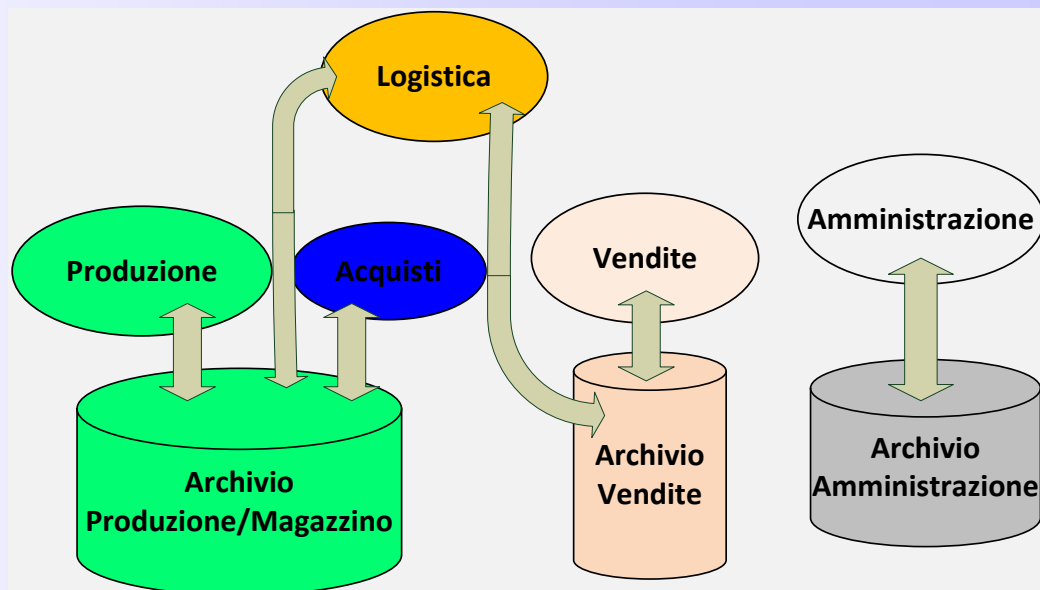 Logistica
Produzione
Acquisti
Vendite
Amministrazione
Archivio
Produzione/Magazzino
Archivio
Vendite
Archivio
Amministrazione